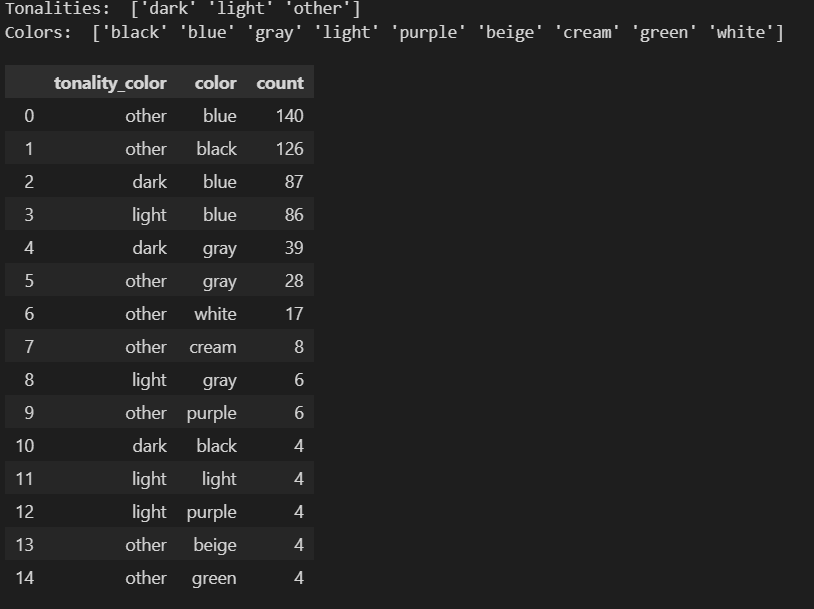 Tonalities:  ['dark' 'light' 'other']
Colors:  ['black' 'blue' 'gray' 'light' 'purple' 'beige' 'cream' 'green' 'white']
tonality_color color count
0 other blue 140
1 other black 126
2 dark blue 87
3 light blue 86
4 dark gray 39
5 other gray 28
6 other white 17
7 other cream 8
8 light gray 6
9 other purple 6
10 dark black 4
11 light light 4
12 light purple 4
13 other beige 4
14 other green 4